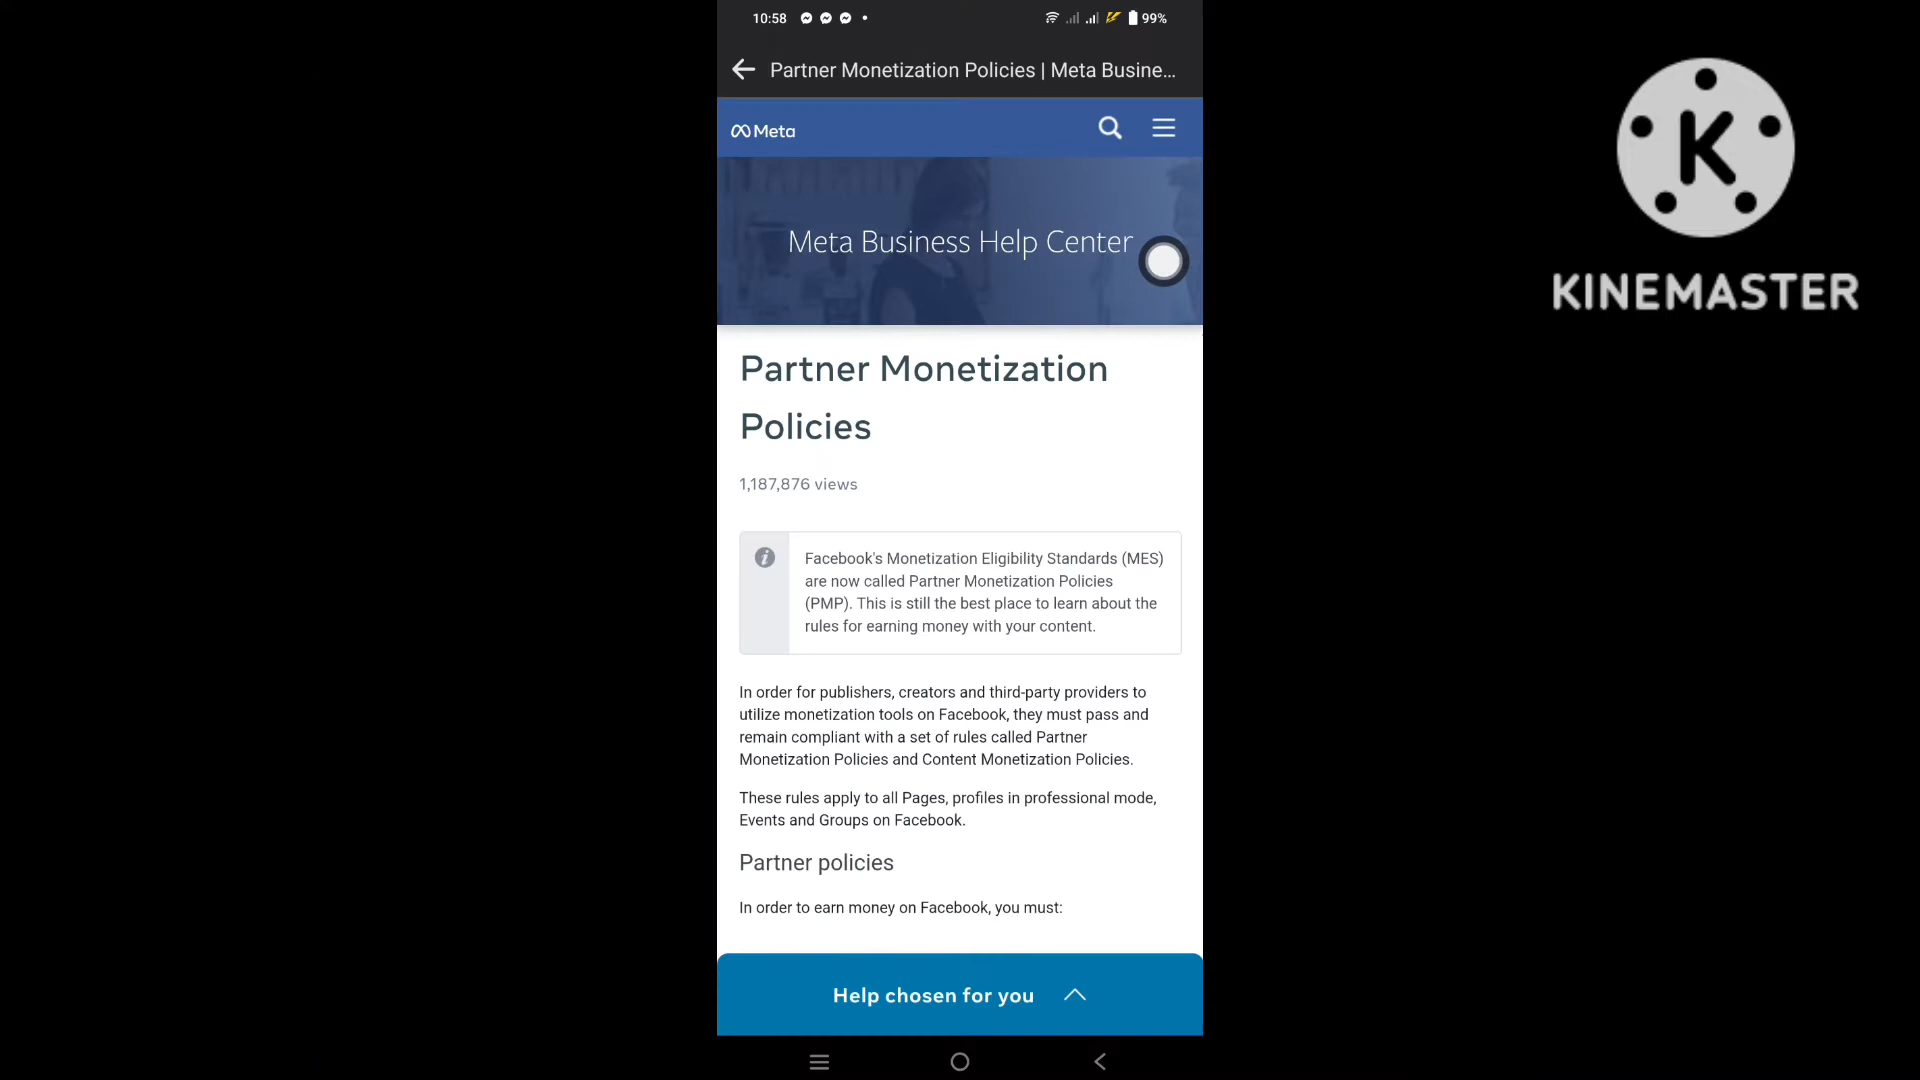 10:58
99%
Partner Monetization Policies | Meta Busine...
Meta
Meta Business Help Center
Partner Monetization
Policies
1,187,876 views
Facebook's Monetization Eligibility Standards (MES)
are now called Partner Monetization Policies
(PMP). This is still the best place to learn about the
rules for earning money with your content.
In order for publishers, creators and third-party providers to
utilize monetization tools on Facebook, they must pass and
remain compliant with a set of rules called Partner
Monetization Policies and Content Monetization Policies.
These rules apply to all Pages, profiles in professional mode,
Events and Groups on Facebook.
Partner policies
In order to earn money on Facebook, you must:
Help chosen for you
K
KINEMASTER